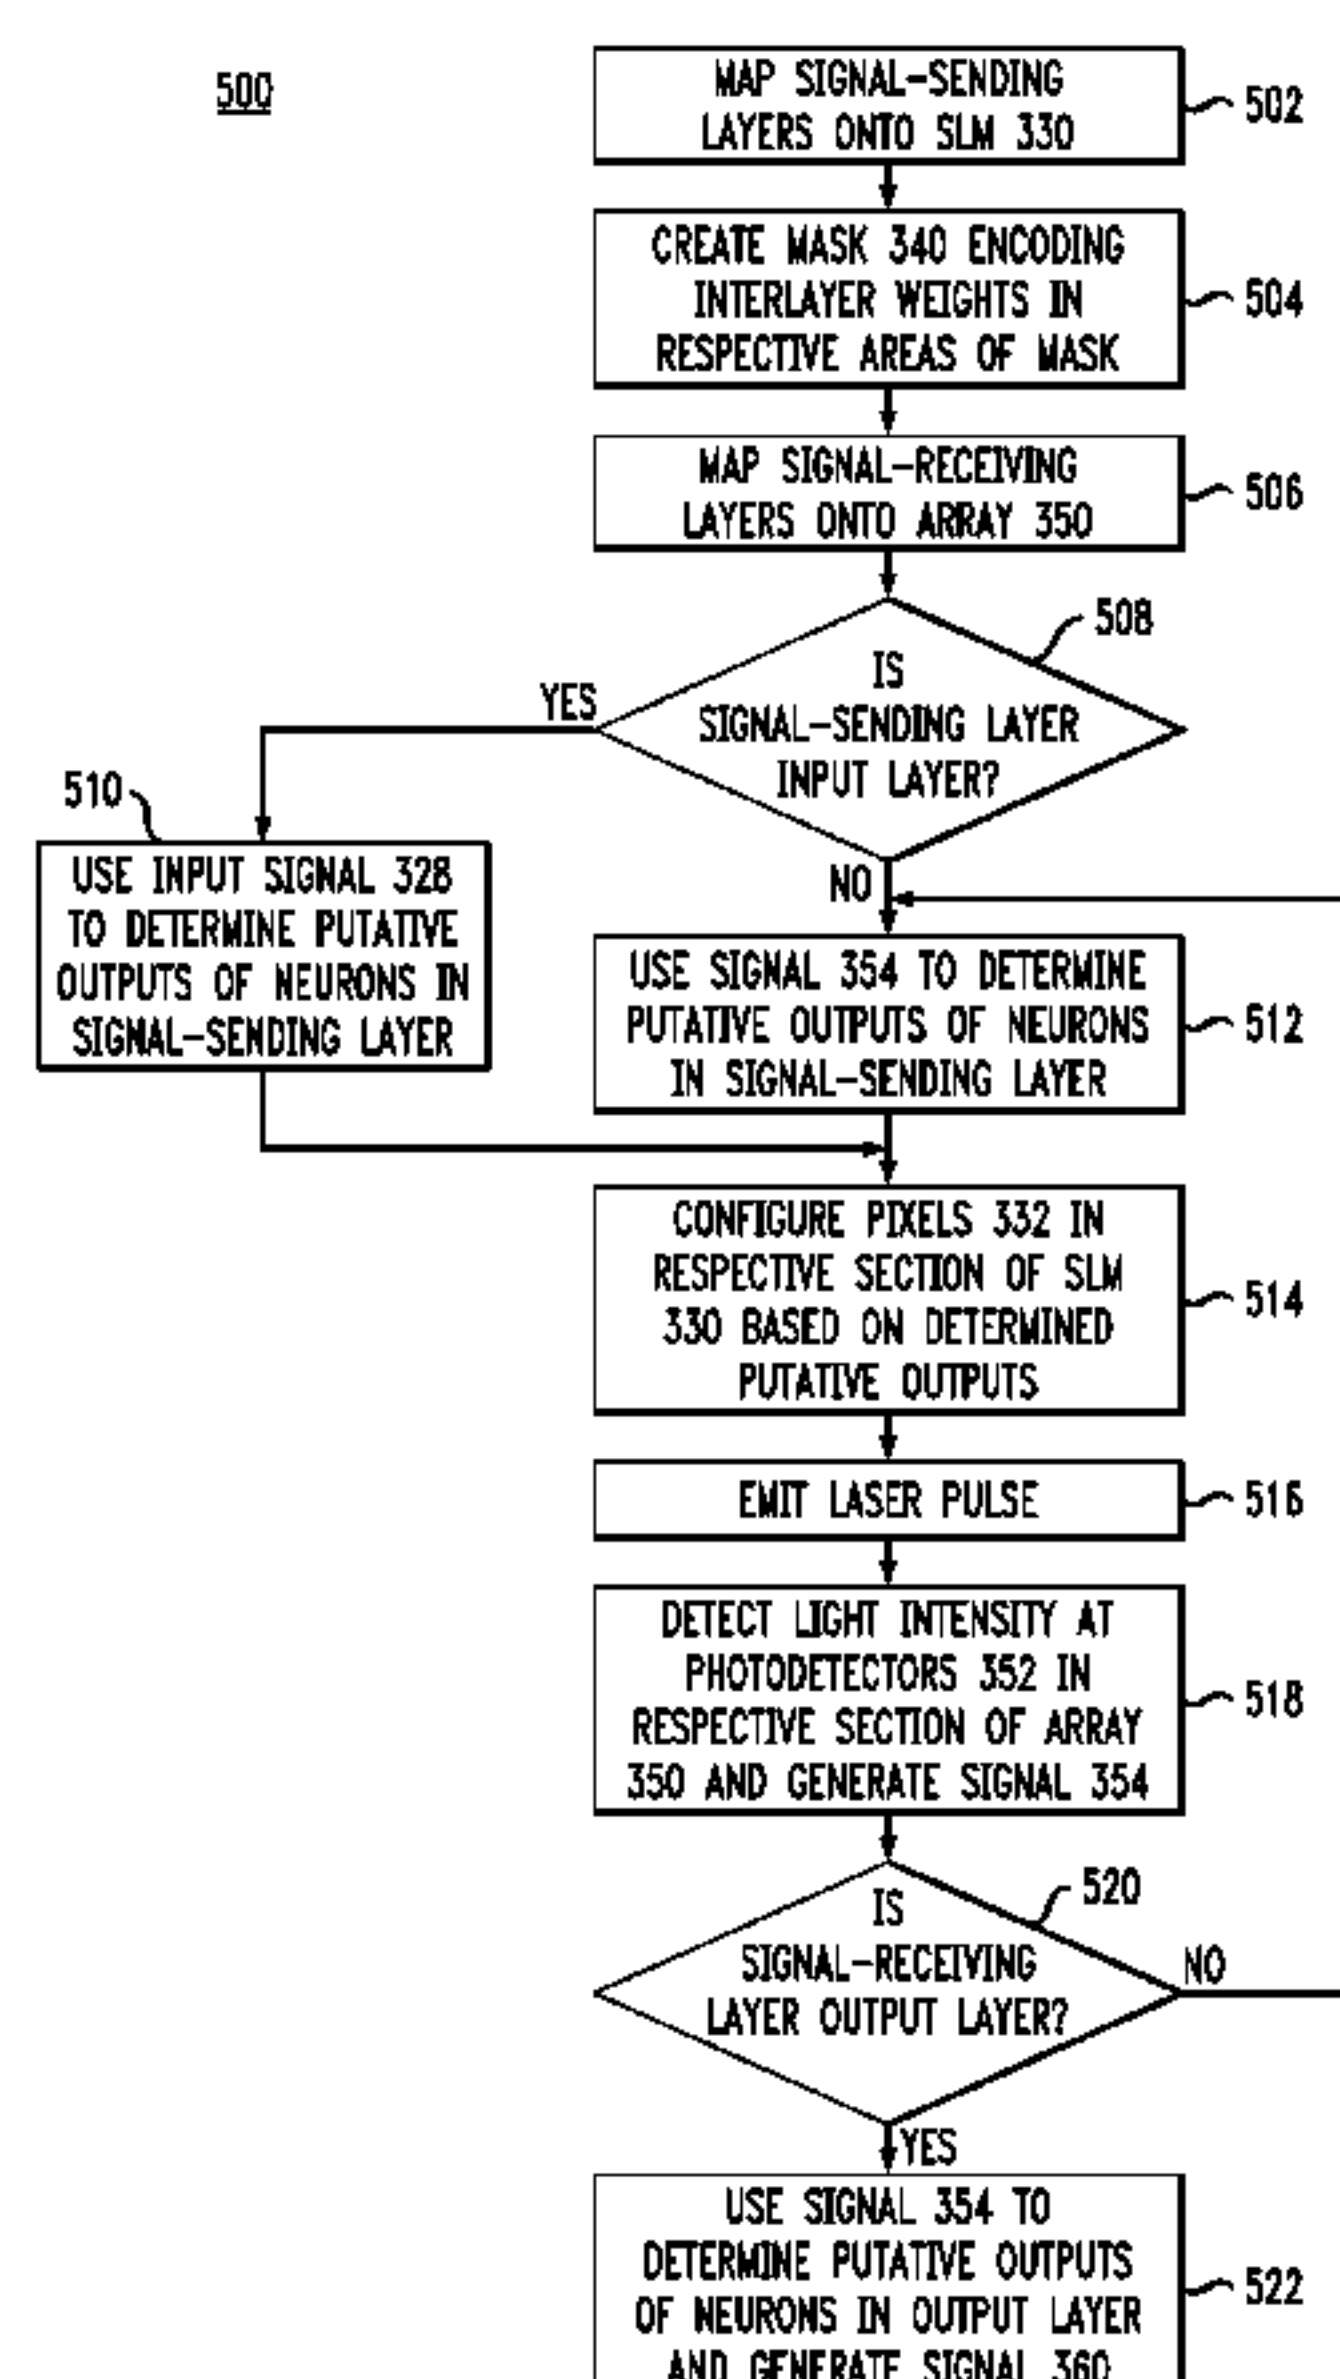 500
MAP SIGNAL-SENDING
LAYERS ONTO SLM 330
502
CREATE MASK 340 ENCODING
INTERLAYER WEIGHTS IN
RESPECTIVE AREAS OF MASK
504
MAP SIGNAL-RECEIVING
LAYERS ONTO ARRAY 350
506
508
IS
SIGNAL-SENDING LAYER
INPUT LAYER?
YES
NO
510
USE INPUT SIGNAL 328
TO DETERMINE PUTATIVE
OUTPUTS OF NEURONS IN
SIGNAL-SENDING LAYER
USE SIGNAL 354 TO DETERMINE
PUTATIVE OUTPUTS OF NEURONS
IN SIGNAL-SENDING LAYER
512
CONFIGURE PIXELS 332 IN
RESPECTIVE SECTION OF SLM
330 BASED ON DETERMINED
PUTATIVE OUTPUTS
514
EMIT LASER PULSE
516
DETECT LIGHT INTENSITY AT
PHOTODETECTORS 352 IN
RESPECTIVE SECTION OF ARRAY
350 AND GENERATE SIGNAL 354
518
520
IS
SIGNAL-RECEIVING
LAYER OUTPUT LAYER?
NO
YES
USE SIGNAL 354 TO
DETERMINE PUTATIVE OUTPUTS
OF NEURONS IN OUTPUT LAYER
AND GENERATE SIGNAL 360
522